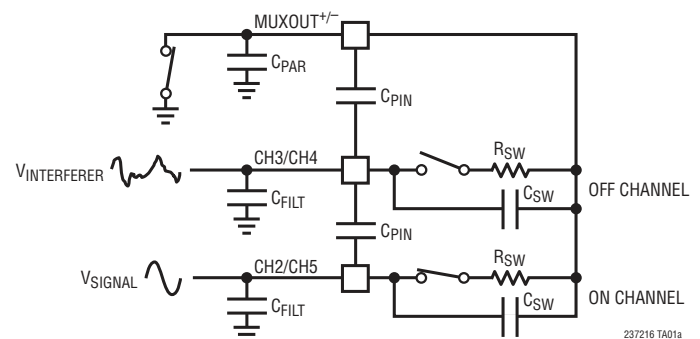 MUXOUT+/–
CPAR
CPIN
RSW
VINTERFERER
CH3/CH4
OFF CHANNEL
CSW
CFILT
CPIN
RSW
VSIGNAL
CH2/CH5
CSW
ON CHANNEL
CFILT
237216 TA01a